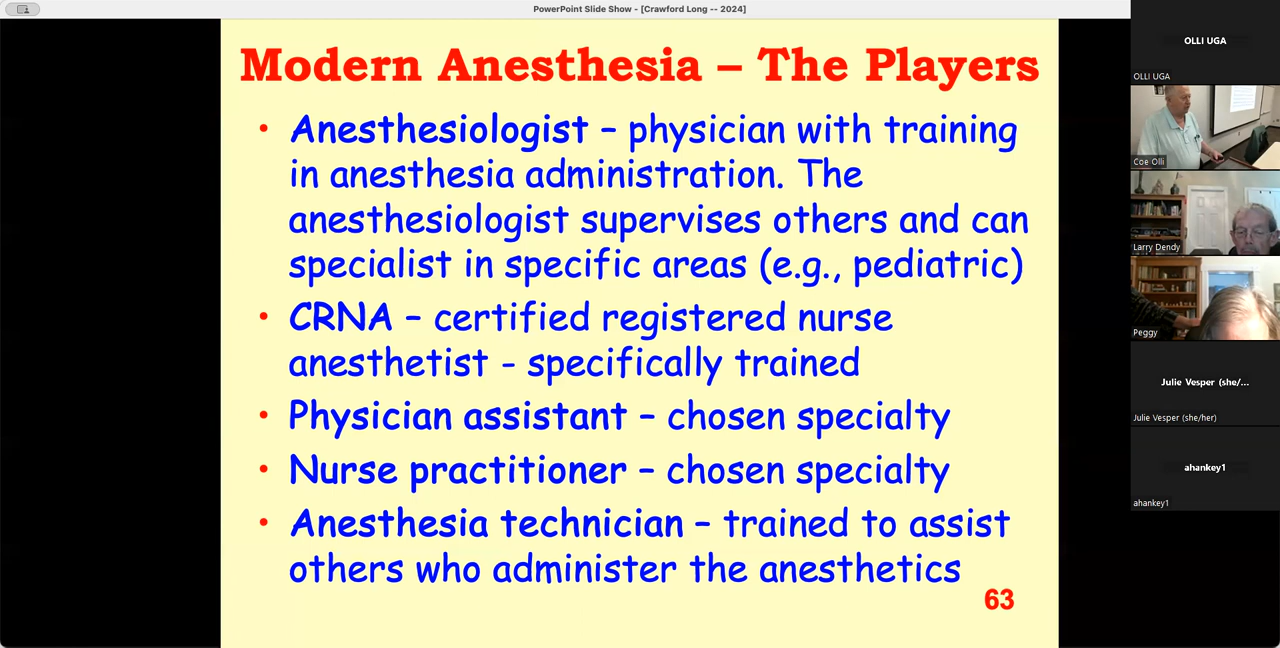 PowerPoint Slide Show - [Crawford Long -- 2024]
Modern Anesthesia – The Players
• Anesthesiologist – physician with training
in anesthesia administration. The
anesthesiologist supervises others and can
specialist in specific areas (e.g., pediatric)
• CRNA – certified registered nurse
anesthetist - specifically trained
• Physician assistant – chosen specialty
• Nurse practitioner – chosen specialty
• Anesthesia technician – trained to assist
others who administer the anesthetics
63
OLLI UGA
OLLI UGA
Coe Olli
Larry Dendy
Peggy
Julie Vesper (she/...
Julie Vesper (she/her)
ahankey1
ahankey1